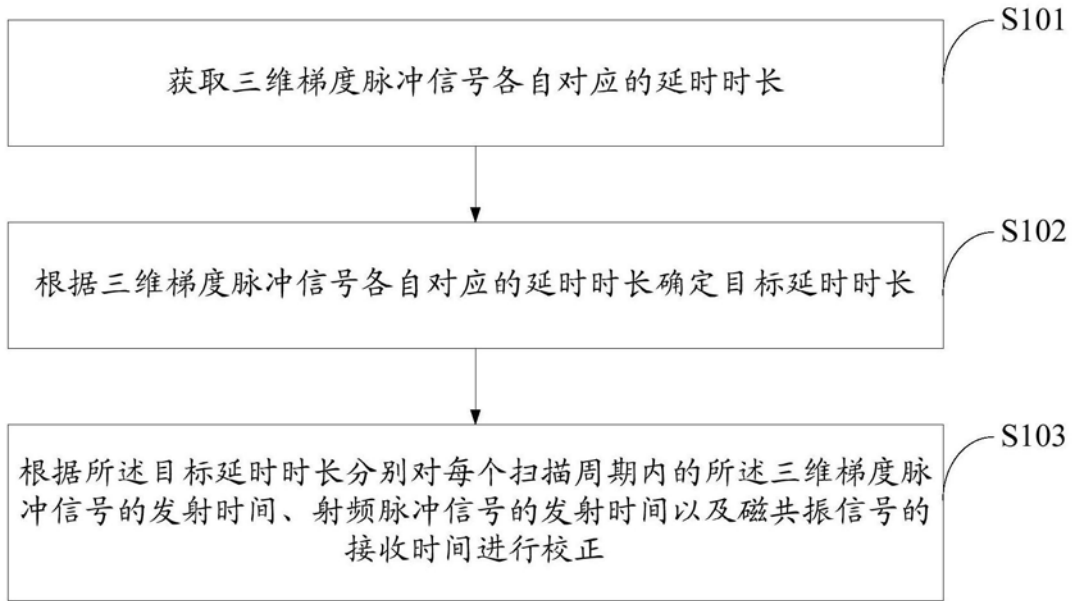 S101
获取三维梯度脉冲信号各自对应的延时时长
S102
根据三维梯度脉冲信号各自对应的延时时长确定目标延时时长
S103
根据所述目标延时时长分别对每个扫描周期内的所述三维梯度脉
冲信号的发射时间、射频脉冲信号的发射时间以及磁共振信号的
接收时间进行校正